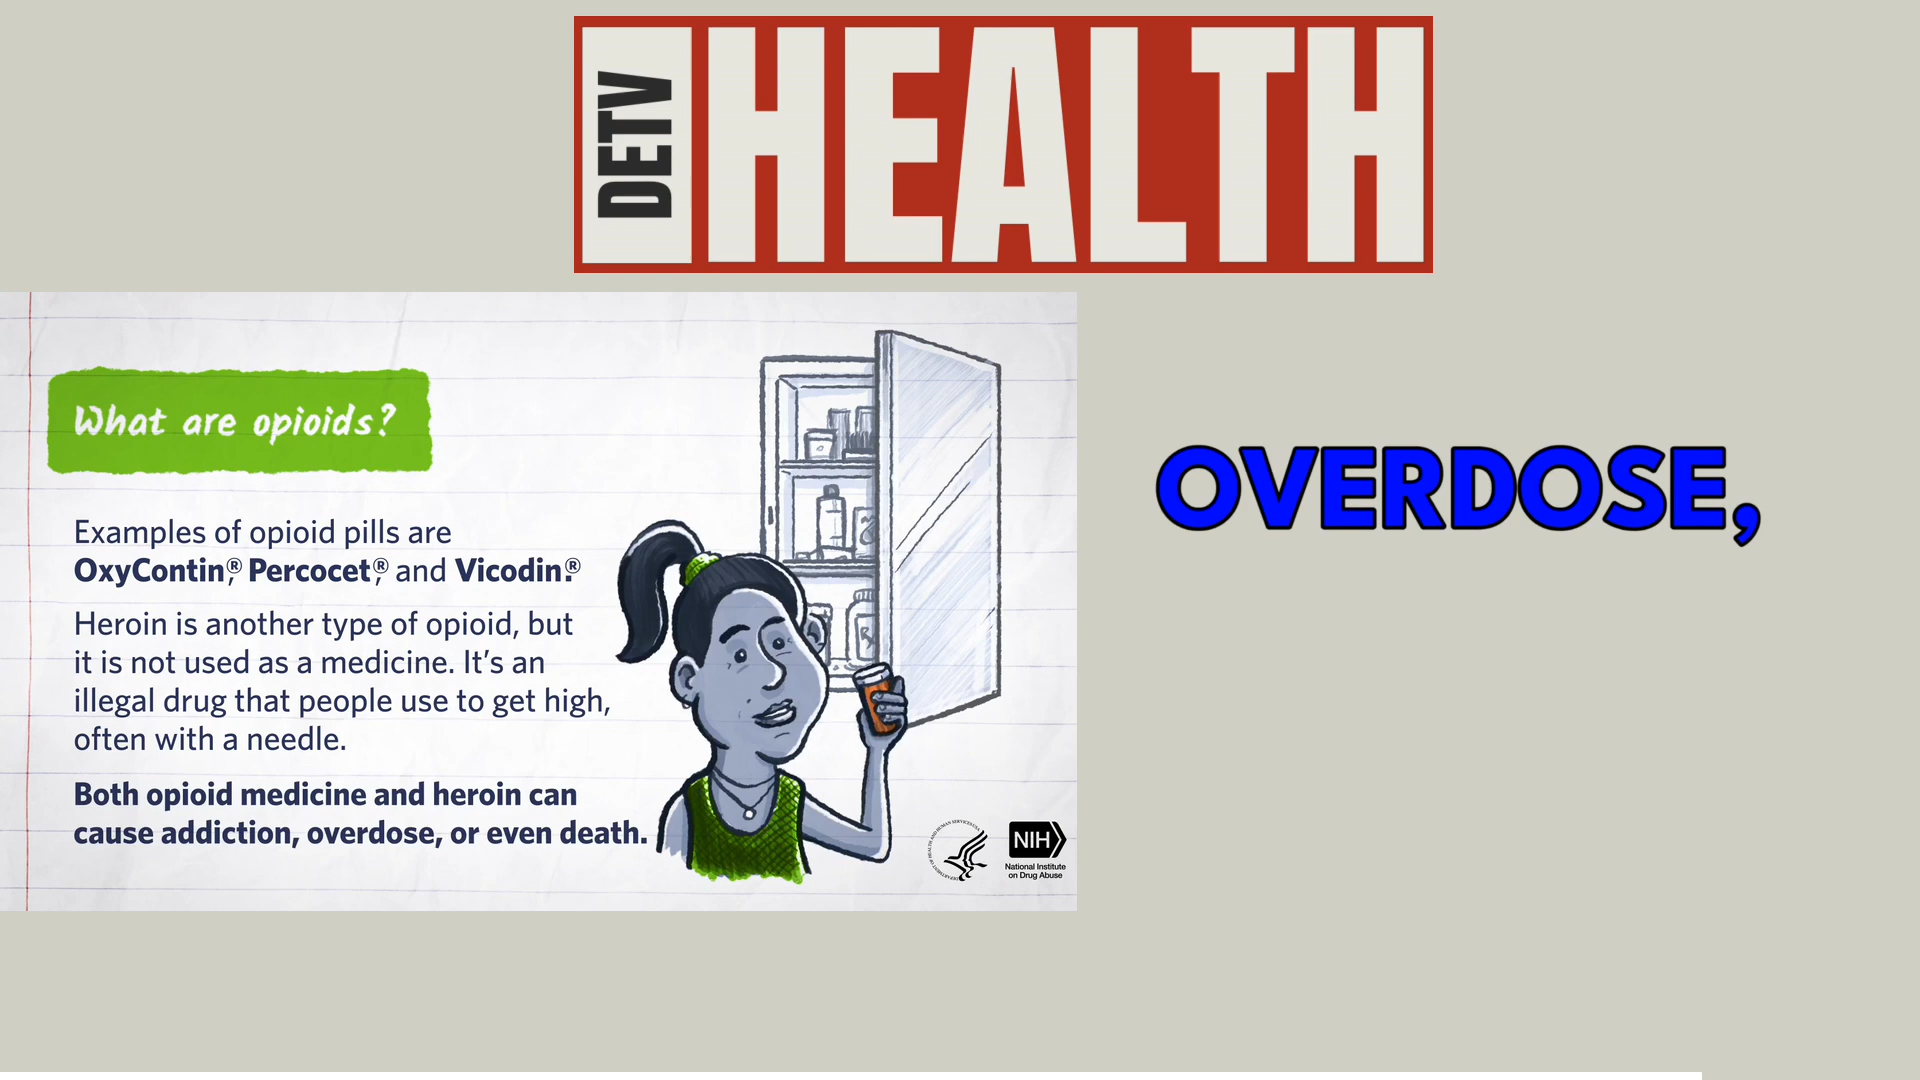 DETV HEALTH
What are opioids?
Examples of opioid pills are
OxyContin®, Percocet®, and Vicodin®.
Heroin is another type of opioid, but
it is not used as a medicine. It's an
illegal drug that people use to get high,
often with a needle.
Both opioid medicine and heroin can
cause addiction, overdose, or even death.
OVERDOSE,
NIH
National Institute
on Drug Abuse